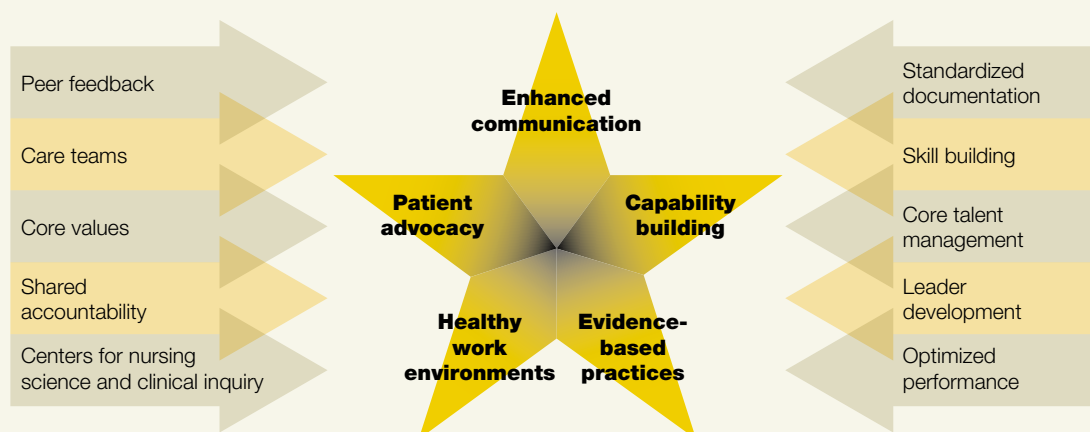 Peer feedback
Care teams
Core values
Shared
accountability
Centers for nursing
science and clinical inquiry
Enhanced
communication
Patient
advocacy
Capability
building
Healthy
work
environments
Evidence-
based
practices
Standardized
documentation
Skill building
Core talent
management
Leader
development
Optimized
performance